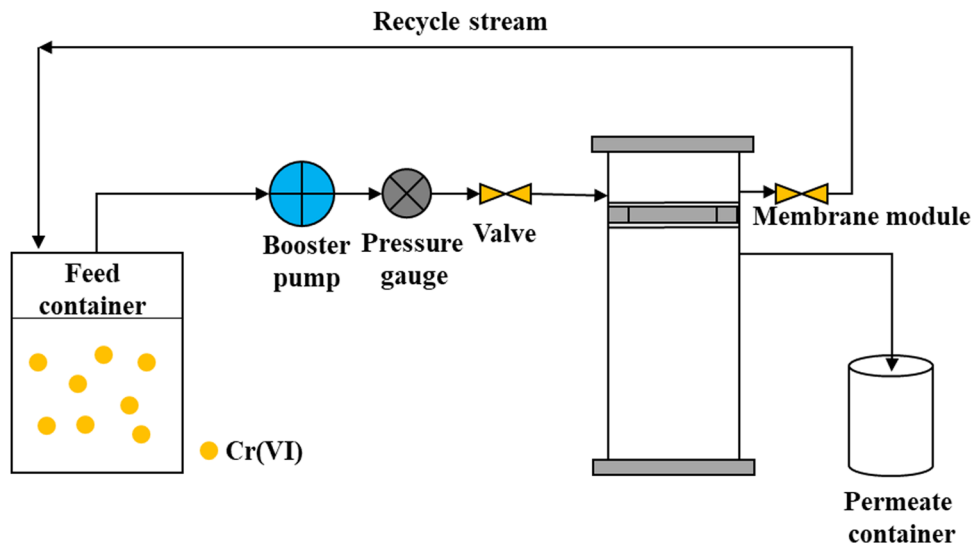 Recycle stream
Booster
pump
Pressure
gauge
Valve
Membrane module
Feed
container
Cr(VI)
Permeate
container